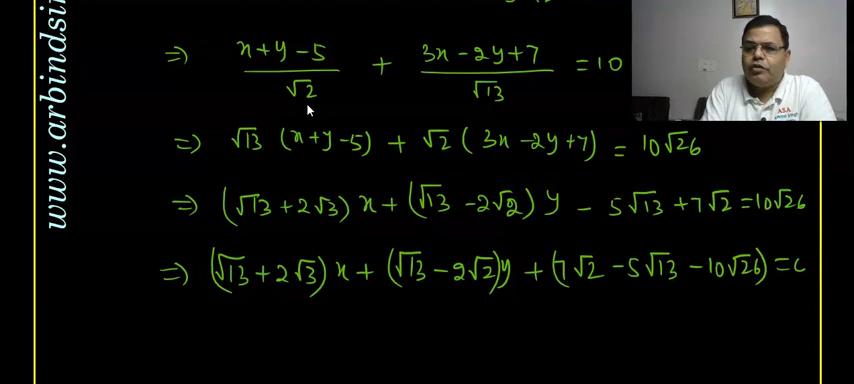 www.arbindsin
⇒ (x+y−5)/√2 + (3x−2y+7)/√13 = 10
⇒ √13 (x+y−5) + √2 (3x−2y+7) = 10√26
⇒ (√13+2√3) x + (√13 −2√2) y − 5√13 +7√2 = 10√26
⇒ (√13+2√3) x + (√13−2√2) y + (7√2 −5√13 −10√26) = 0
ASA